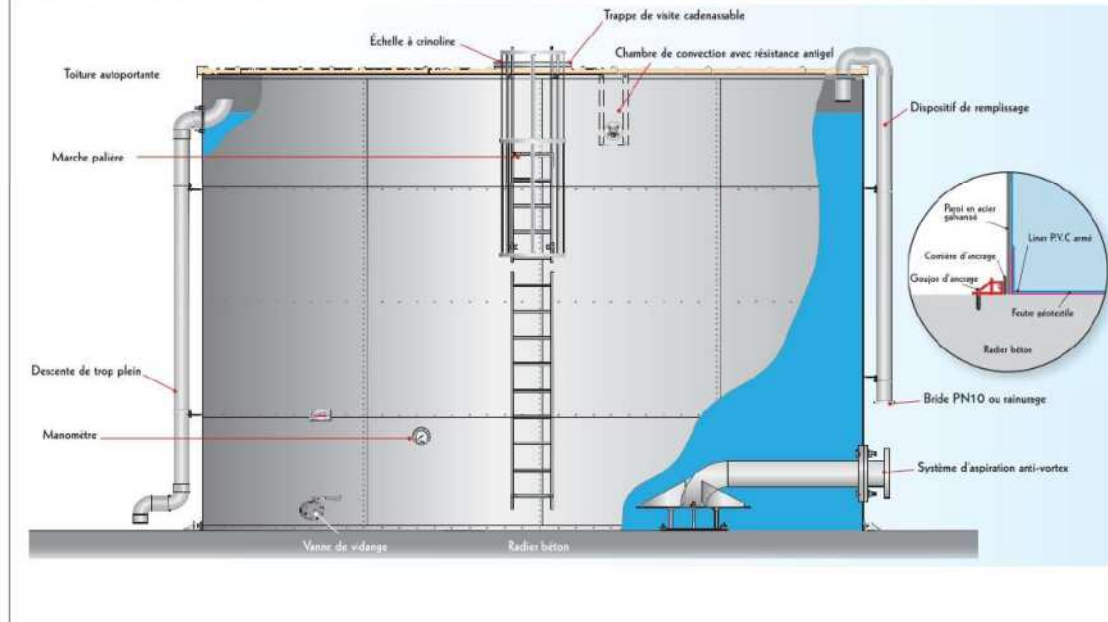 Trappe de visite cadenassable
Échelle à crinoline
Chambre de convection avec résistance antigel
Toiture autoportante
Dispositif de remplissage
Marche palière
Paroi en acier
galvanisé
Liner P.V.C armé
Cornière d'ancrage
Goujos d'ancrage
Feutre géotextile
Radier béton
Descente de trop plein
Bride PN10 ou rainurage
Manomètre
Système d'aspiration anti-vortex
Vanne de vidange
Radier béton